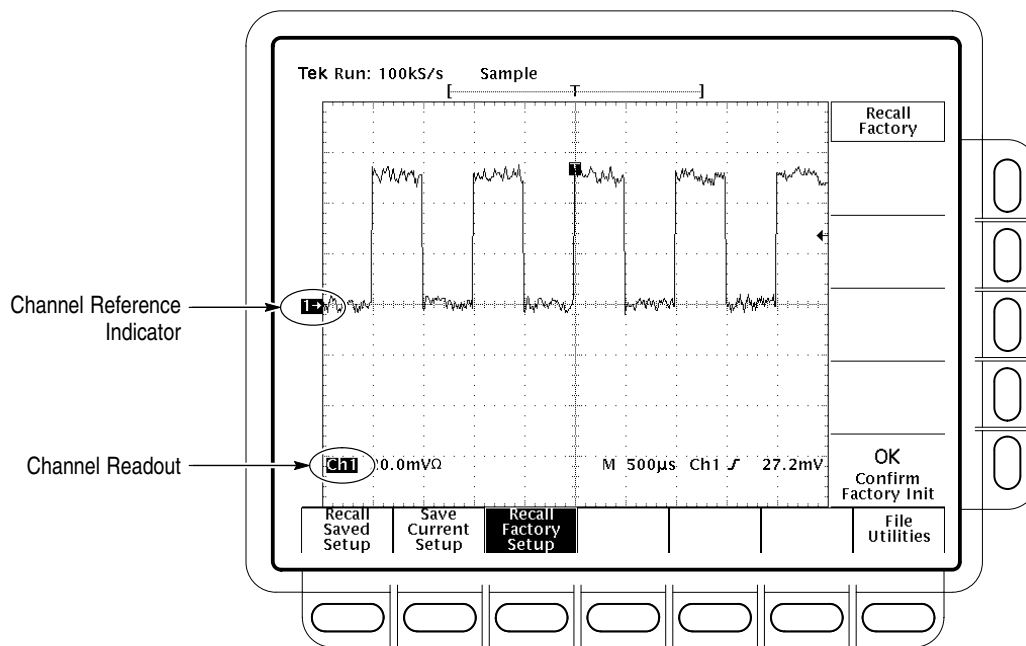 Tek Run: 100kS/s Sample
[ T ]
Recall
Factory
T
Channel Reference
Indicator
1→
Channel Readout
Ch1 0.0mVΩ M 500µs Ch1 27.2mV
OK
Confirm
Factory Init
Recall
Saved
Setup
Save
Current
Setup
Recall
Factory
Setup
File
Utilities